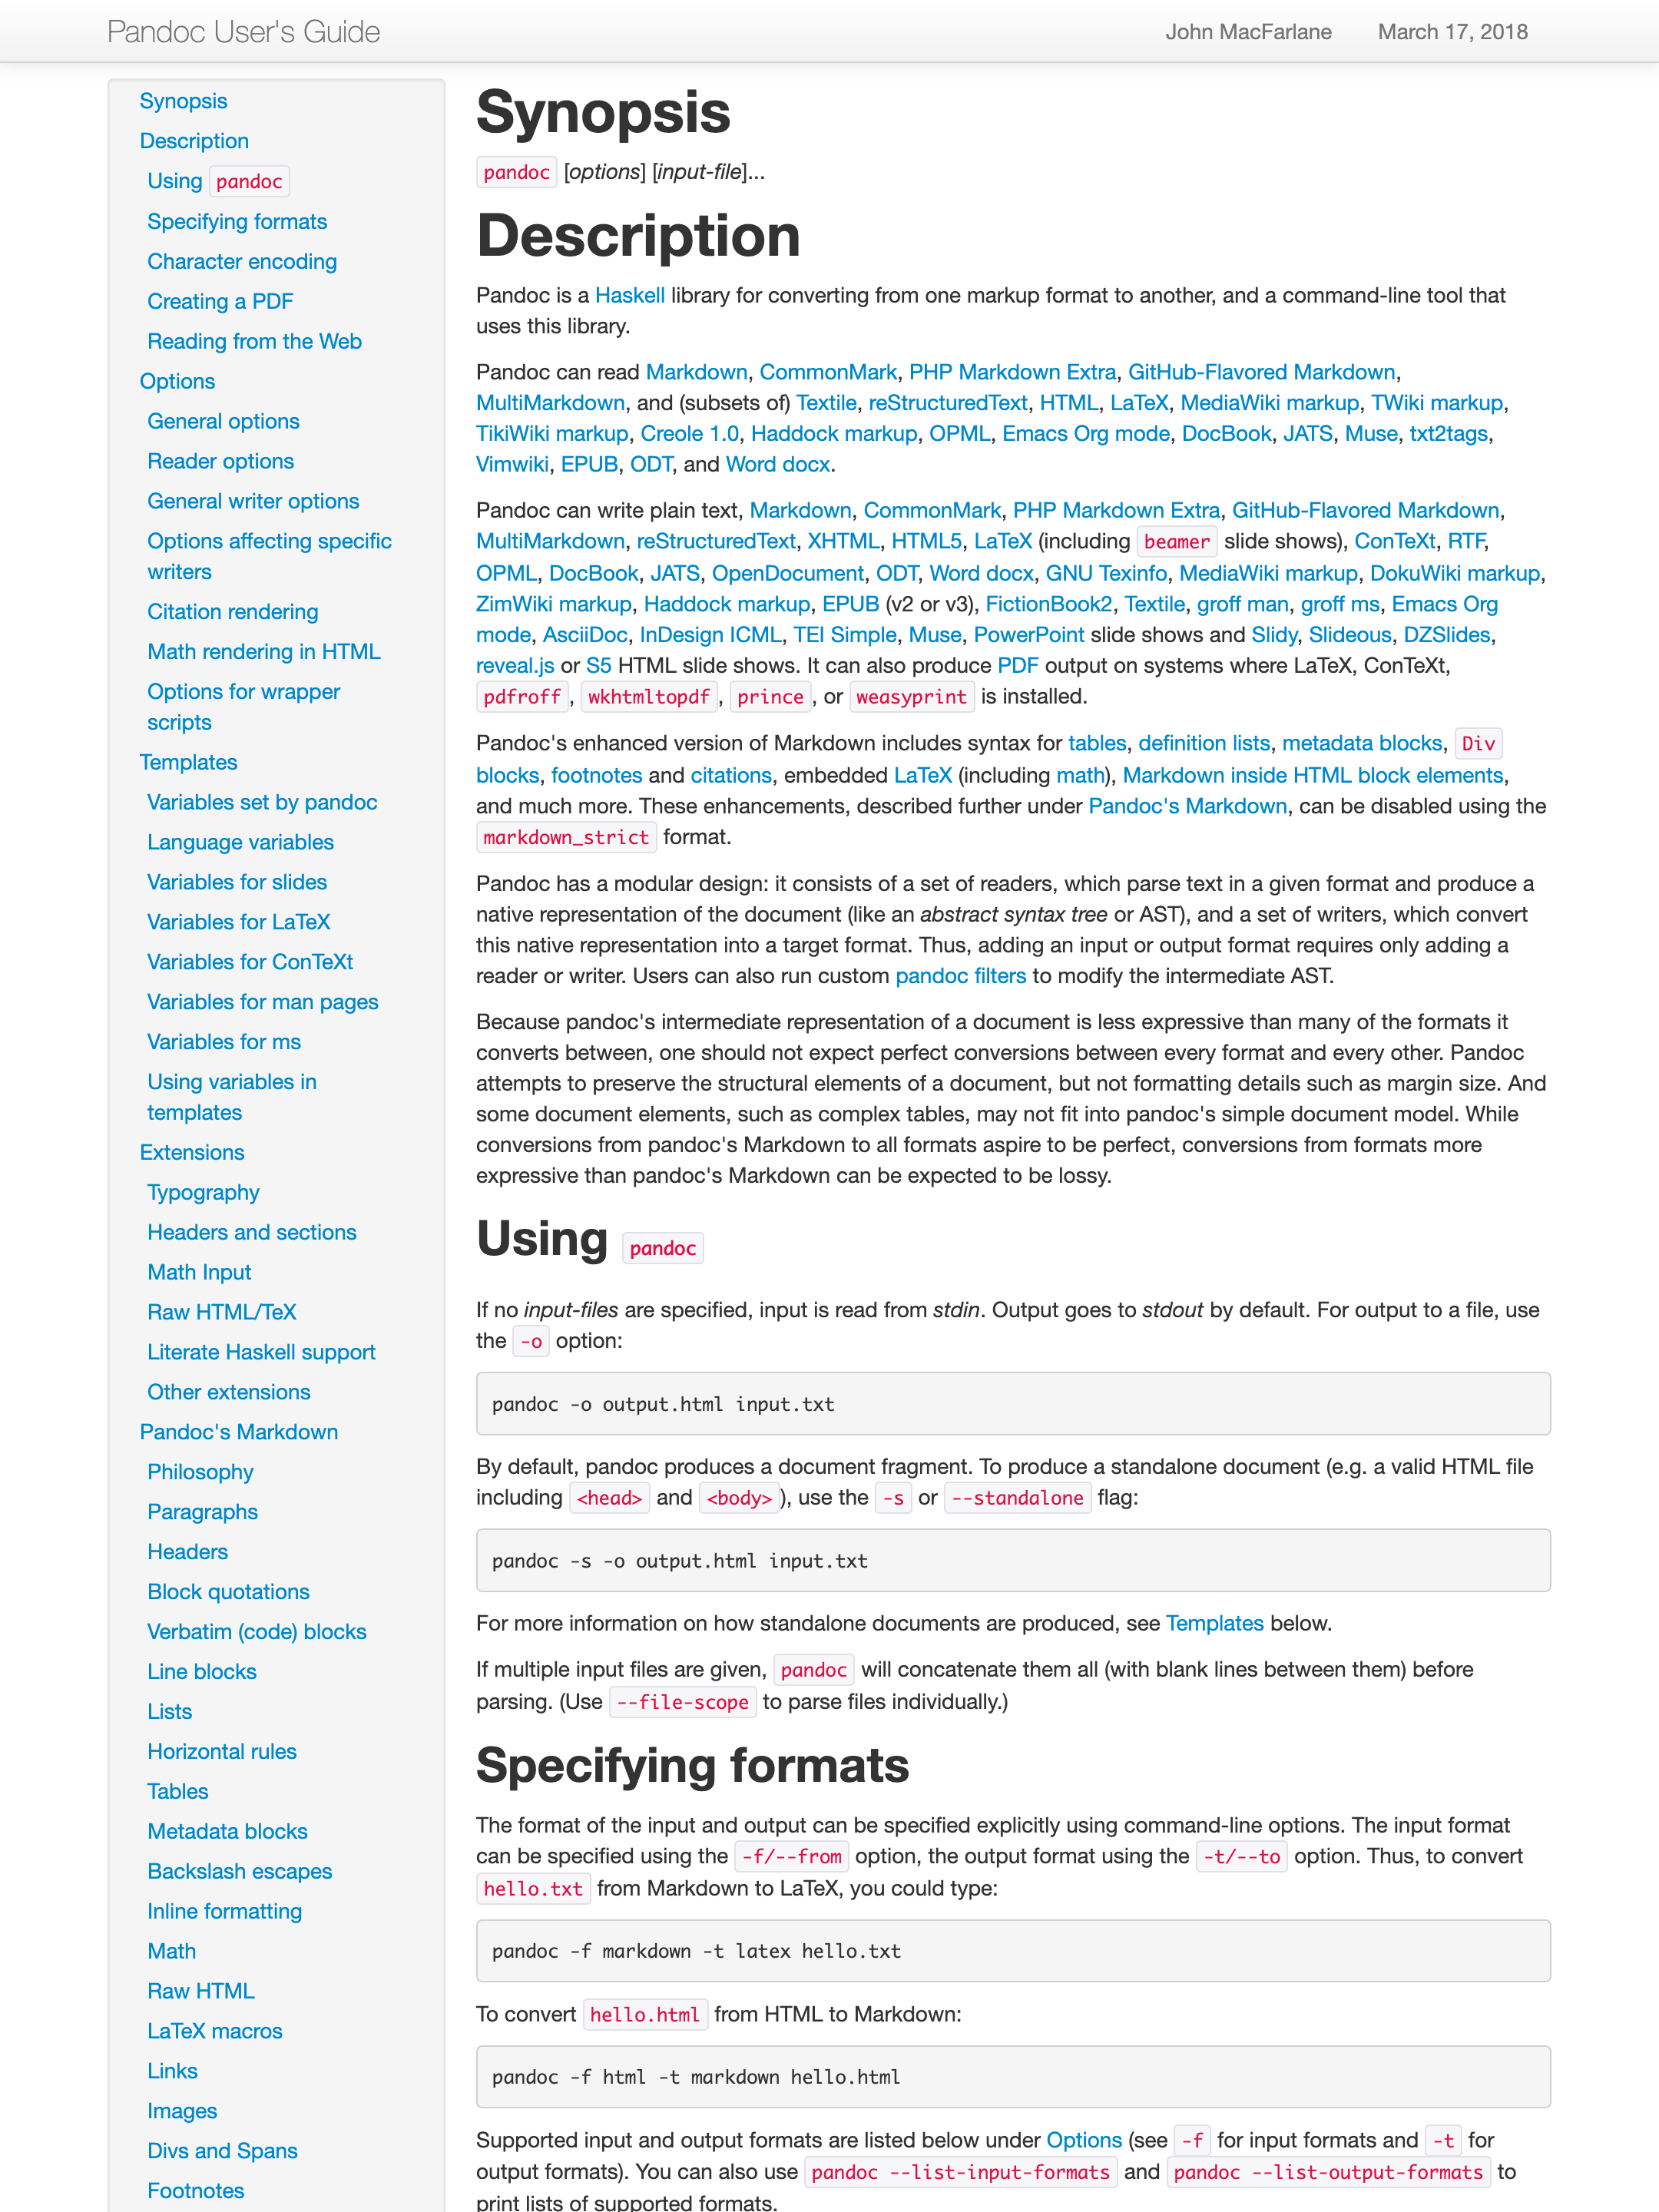 Pandoc User's Guide
John MacFarlane
March 17, 2018
Synopsis
Description
Using pandoc
Specifying formats
Character encoding
Creating a PDF
Reading from the Web
Options
General options
Reader options
General writer options
Options affecting specific
writers
Citation rendering
Math rendering in HTML
Options for wrapper
scripts
Templates
Variables set by pandoc
Language variables
Variables for slides
Variables for LaTeX
Variables for ConTeXt
Variables for man pages
Variables for ms
Using variables in
templates
Extensions
Typography
Headers and sections
Math Input
Raw HTML/TeX
Literate Haskell support
Other extensions
Pandoc's Markdown
Philosophy
Paragraphs
Headers
Block quotations
Verbatim (code) blocks
Line blocks
Lists
Horizontal rules
Tables
Metadata blocks
Backslash escapes
Inline formatting
Math
Raw HTML
LaTeX macros
Links
Images
Divs and Spans
Footnotes
Synopsis
pandoc [options] [input-file]...
Description
Pandoc is a Haskell library for converting from one markup format to another, and a command-line tool that
uses this library.
Pandoc can read Markdown, CommonMark, PHP Markdown Extra, GitHub-Flavored Markdown,
MultiMarkdown, and (subsets of) Textile, reStructuredText, HTML, LaTeX, MediaWiki markup, TWiki markup,
TikiWiki markup, Creole 1.0, Haddock markup, OPML, Emacs Org mode, DocBook, JATS, Muse, txt2tags,
Vimwiki, EPUB, ODT, and Word docx.
Pandoc can write plain text, Markdown, CommonMark, PHP Markdown Extra, GitHub-Flavored Markdown,
MultiMarkdown, reStructuredText, XHTML, HTML5, LaTeX (including beamer slide shows), ConTeXt, RTF,
OPML, DocBook, JATS, OpenDocument, ODT, Word docx, GNU Texinfo, MediaWiki markup, DokuWiki markup,
ZimWiki markup, Haddock markup, EPUB (v2 or v3), FictionBook2, Textile, groff man, groff ms, Emacs Org
mode, AsciiDoc, InDesign ICML, TEI Simple, Muse, PowerPoint slide shows and Slidy, Slideous, DZSlides,
reveal.js or S5 HTML slide shows. It can also produce PDF output on systems where LaTeX, ConTeXt,
pdfroff, wkhtmltopdf, prince, or weasyprint is installed.
Pandoc's enhanced version of Markdown includes syntax for tables, definition lists, metadata blocks, Div
blocks, footnotes and citations, embedded LaTeX (including math), Markdown inside HTML block elements,
and much more. These enhancements, described further under Pandoc's Markdown, can be disabled using the
markdown_strict format.
Pandoc has a modular design: it consists of a set of readers, which parse text in a given format and produce a
native representation of the document (like an abstract syntax tree or AST), and a set of writers, which convert
this native representation into a target format. Thus, adding an input or output format requires only adding a
reader or writer. Users can also run custom pandoc filters to modify the intermediate AST.
Because pandoc's intermediate representation of a document is less expressive than many of the formats it
converts between, one should not expect perfect conversions between every format and every other. Pandoc
attempts to preserve the structural elements of a document, but not formatting details such as margin size. And
some document elements, such as complex tables, may not fit into pandoc's simple document model. While
conversions from pandoc's Markdown to all formats aspire to be perfect, conversions from formats more
expressive than pandoc's Markdown can be expected to be lossy.
Using pandoc
If no input-files are specified, input is read from stdin. Output goes to stdout by default. For output to a file, use
the -o option:
pandoc -o output.html input.txt
By default, pandoc produces a document fragment. To produce a standalone document (e.g. a valid HTML file
including <head> and <body>), use the -s or --standalone flag:
pandoc -s -o output.html input.txt
For more information on how standalone documents are produced, see Templates below.
If multiple input files are given, pandoc will concatenate them all (with blank lines between them) before
parsing. (Use --file-scope to parse files individually.)
Specifying formats
The format of the input and output can be specified explicitly using command-line options. The input format
can be specified using the -f/--from option, the output format using the -t/--to option. Thus, to convert
hello.txt from Markdown to LaTeX, you could type:
pandoc -f markdown -t latex hello.txt
To convert hello.html from HTML to Markdown:
pandoc -f html -t markdown hello.html
Supported input and output formats are listed below under Options (see -f for input formats and -t for
output formats). You can also use pandoc --list-input-formats and pandoc --list-output-formats to
print lists of supported formats.